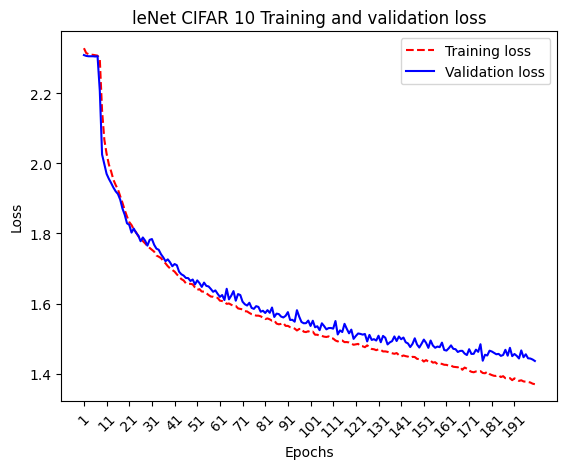 leNet CIFAR 10 Training and validation loss
Training loss
Validation loss
2.2
2.0
1.8
1.6
1.4
Loss
1 11 21 31 41 51 61 71 81 91 101 111 121 131 141 151 161 171 181 191
Epochs